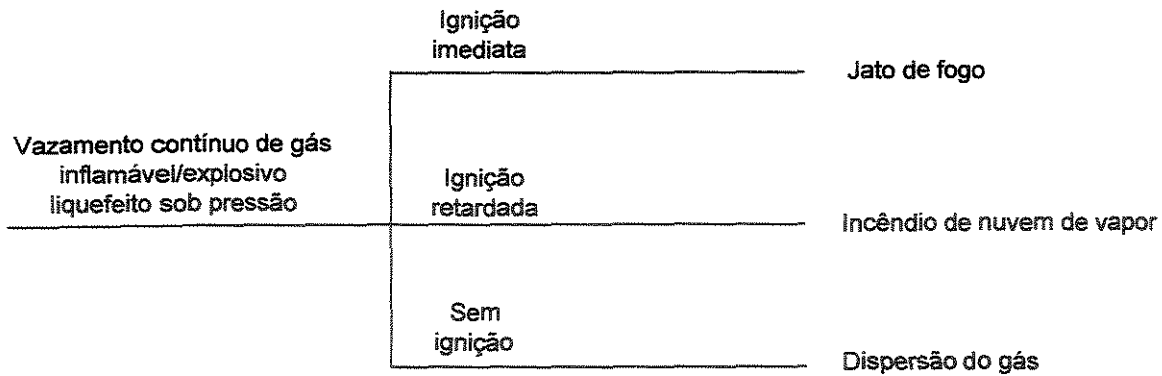 Ignição
imediata
Jato de fogo
Vazamento contínuo de gás
inflamável/explosivo
liquefeito sob pressão
Ignição
retardada
Incêndio de nuvem de vapor
Sem
ignição
Dispersão do gás